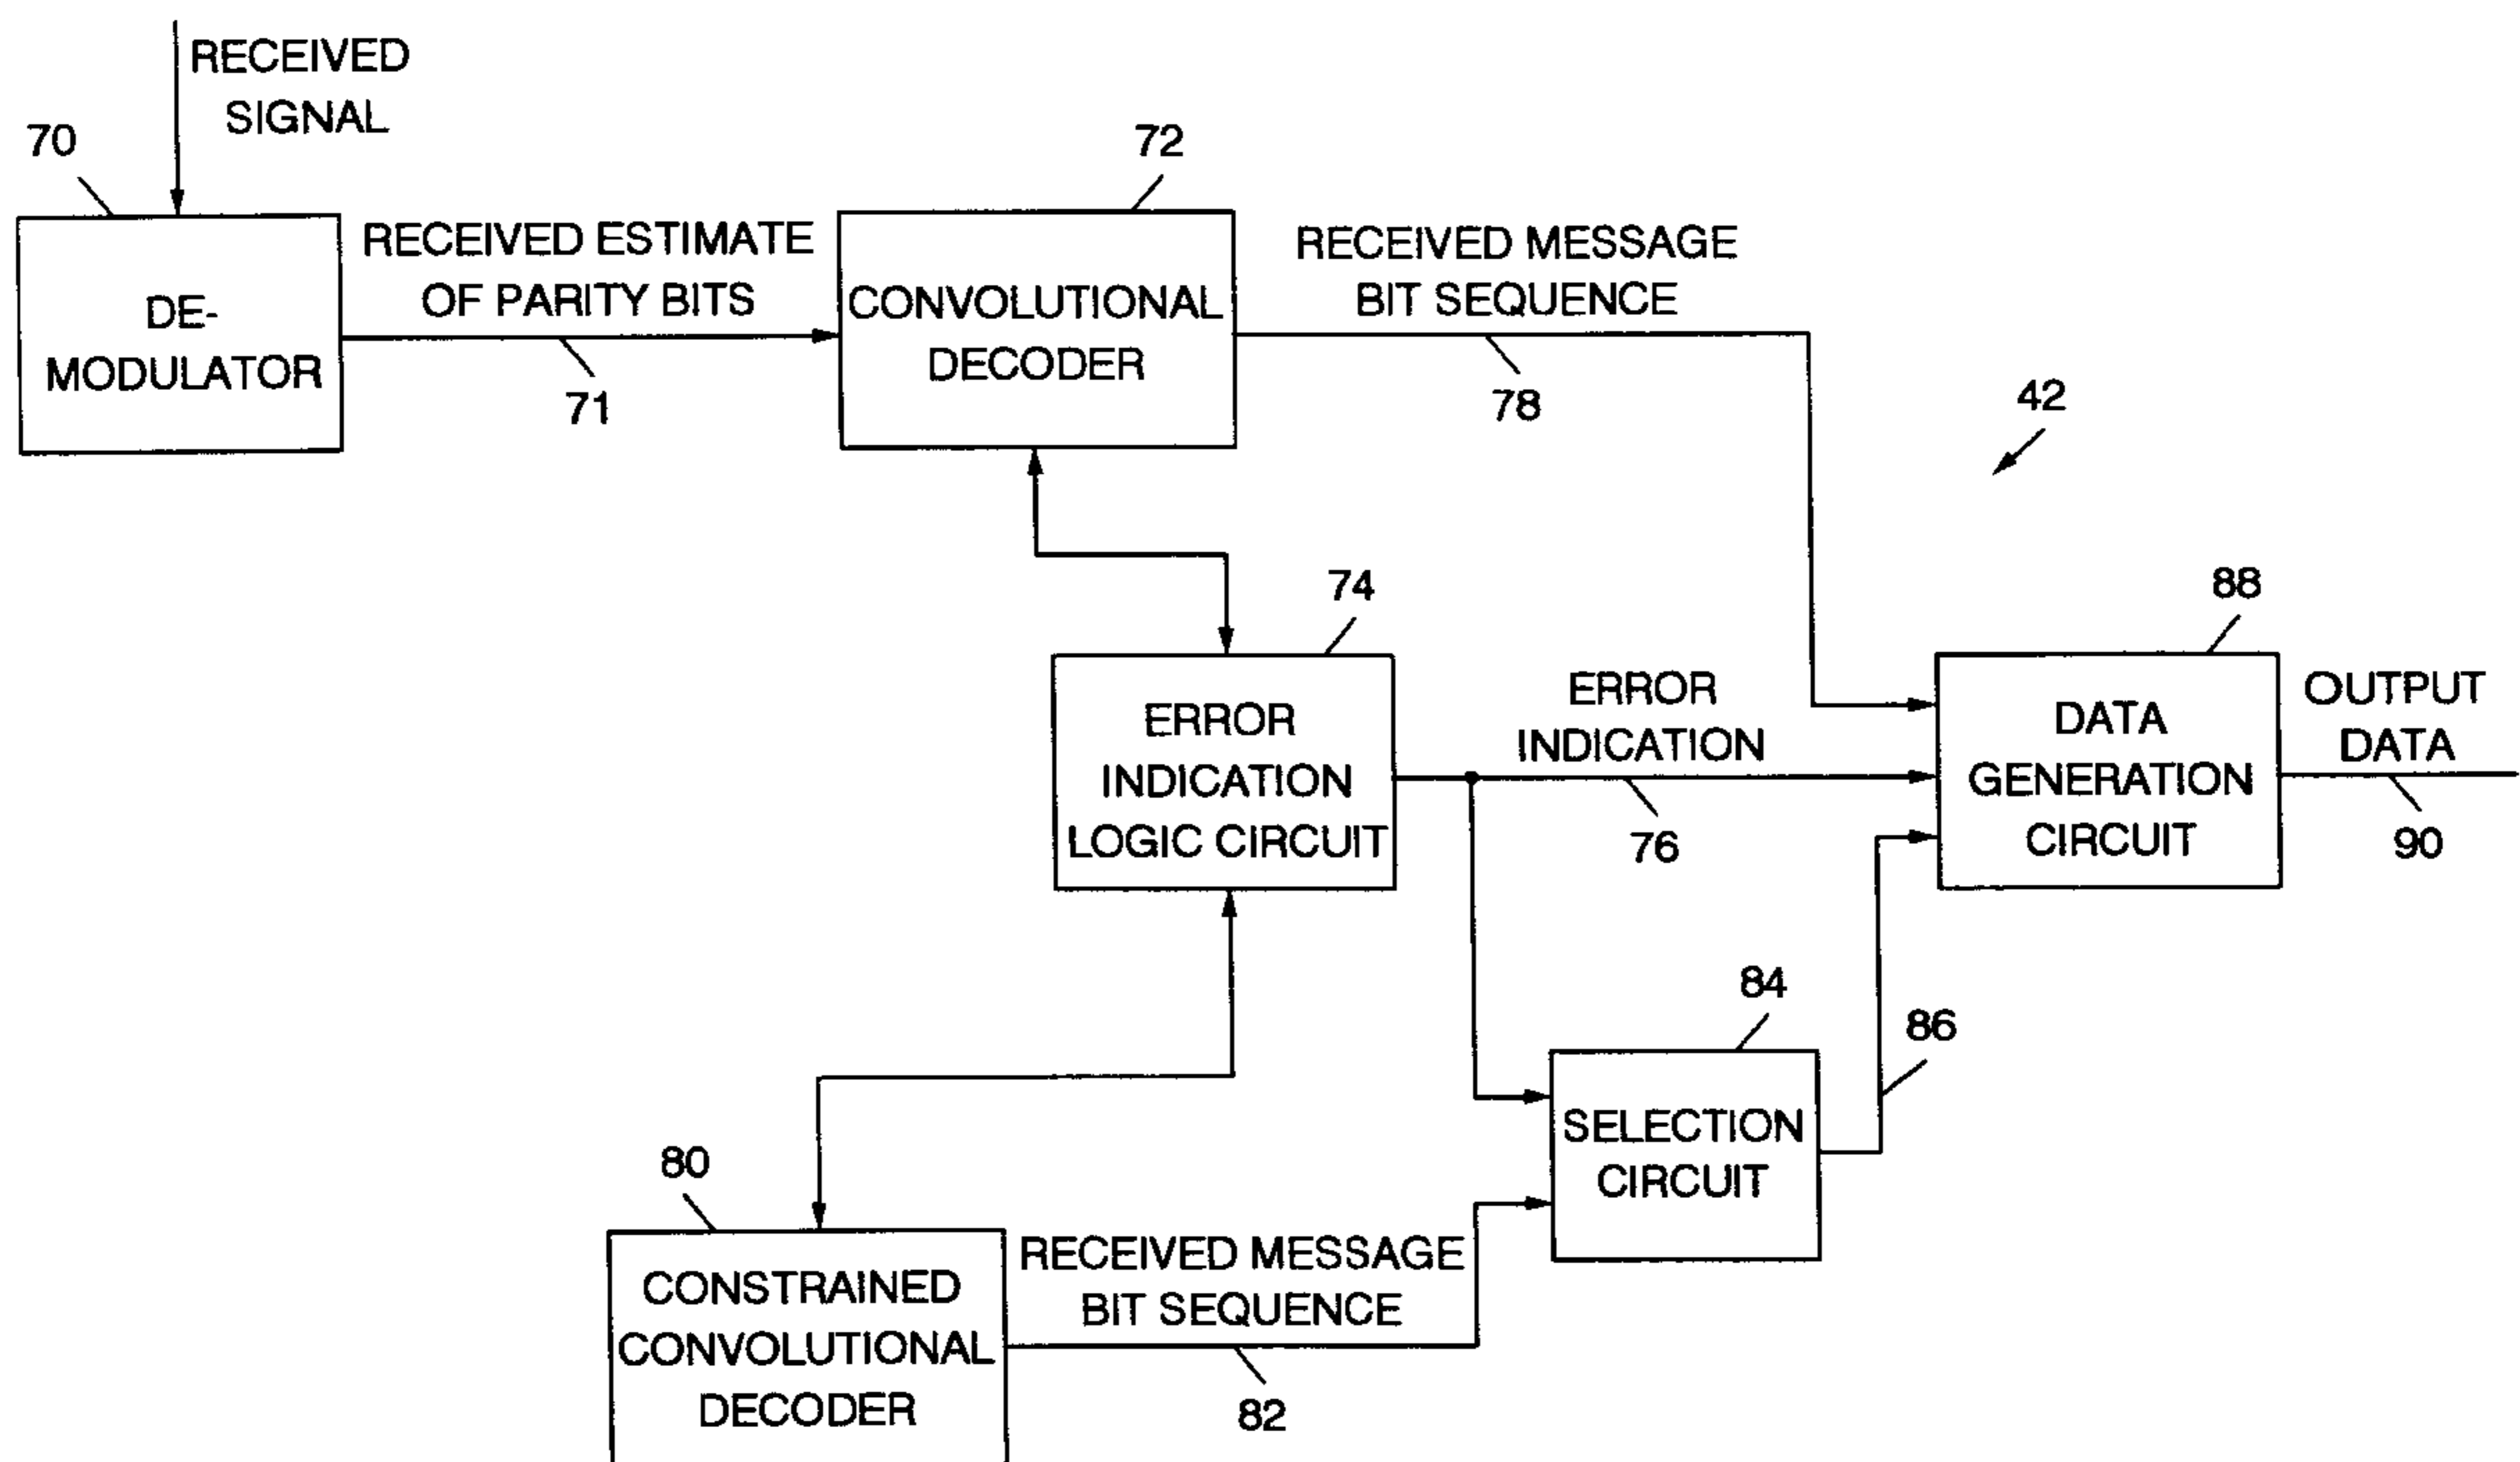 RECEIVED
SIGNAL
70
DE-
MODULATOR
RECEIVED ESTIMATE
OF PARITY BITS
71
72
CONVOLUTIONAL
DECODER
RECEIVED MESSAGE
BIT SEQUENCE
78
42
74
ERROR
INDICATION
LOGIC CIRCUIT
ERROR
INDICATION
76
88
DATA
GENERATION
CIRCUIT
OUTPUT
DATA
90
84
SELECTION
CIRCUIT
86
80
CONSTRAINED
CONVOLUTIONAL
DECODER
RECEIVED MESSAGE
BIT SEQUENCE
82